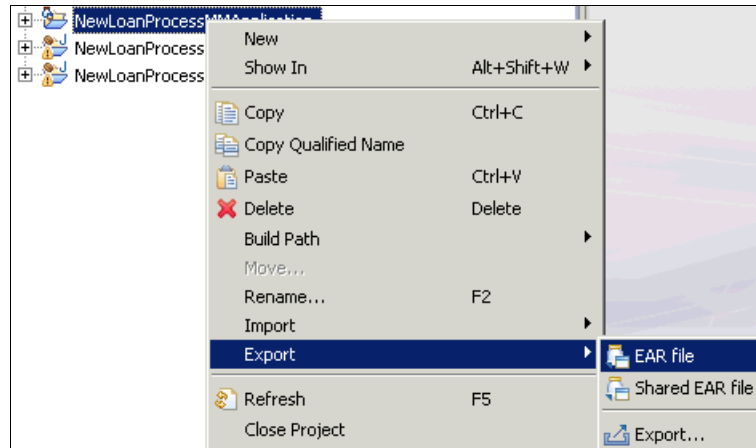 NewLoanProcessMMApplication
New
NewLoanProcess
Show In Alt+Shift+W
NewLoanProcess
Copy Ctrl+C
Copy Qualified Name
Paste Ctrl+V
Delete Delete
Build Path
Move...
Rename... F2
Import
Export
EAR file
Shared EAR file
Refresh F5
Close Project
Export...